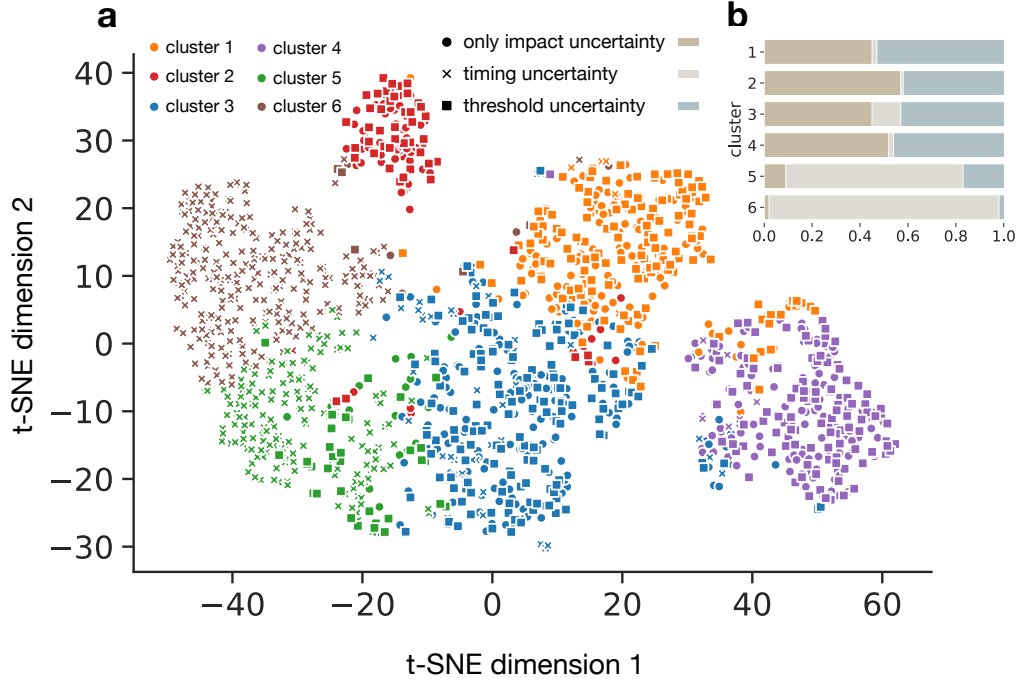 a
cluster 1
cluster 2
cluster 3
cluster 4
cluster 5
cluster 6
only impact uncertainty
timing uncertainty
threshold uncertainty
40
30
20
10
0
−10
−20
−30
t-SNE dimension 2
−40
−20
0
20
40
60
t-SNE dimension 1
b
cluster
1
2
3
4
5
6
0.0
0.2
0.4
0.6
0.8
1.0